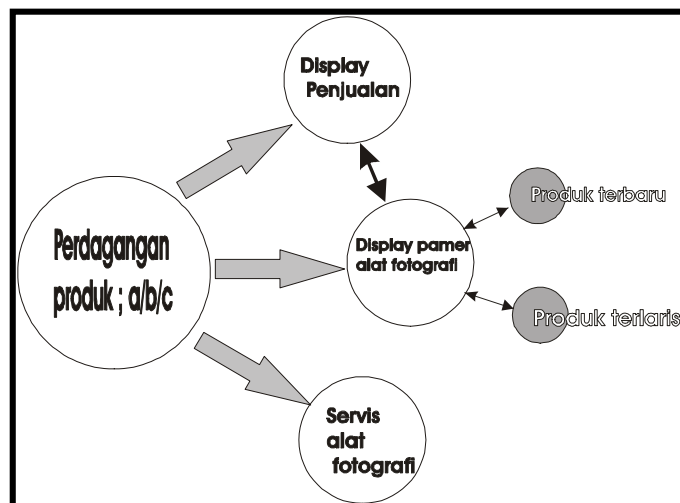 Display
Penjualan
Produk terbaru
Perdagangan
produk ; a/b/c
Display pamer
alat fotografi
Produk terlaris
Servis
alat
fotografi